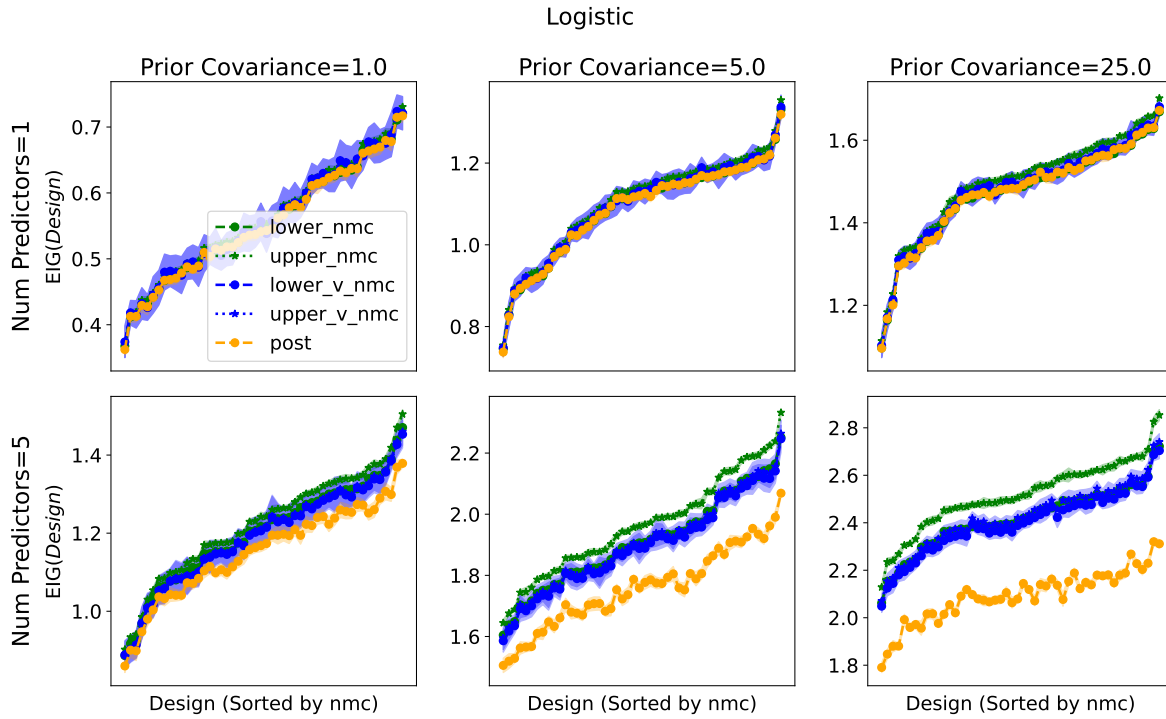 Logistic
Prior Covariance=1.0
Prior Covariance=5.0
Prior Covariance=25.0
Num Predictors=1
EIG(Design)
0.7
0.6
0.5
0.4
lower_nmc
upper_nmc
lower_v_nmc
upper_v_nmc
post
1.2
1.0
0.8
1.6
1.4
1.2
Num Predictors=5
EIG(Design)
1.4
1.2
1.0
2.2
2.0
1.8
1.6
2.8
2.6
2.4
2.2
2.0
1.8
Design (Sorted by nmc)
Design (Sorted by nmc)
Design (Sorted by nmc)